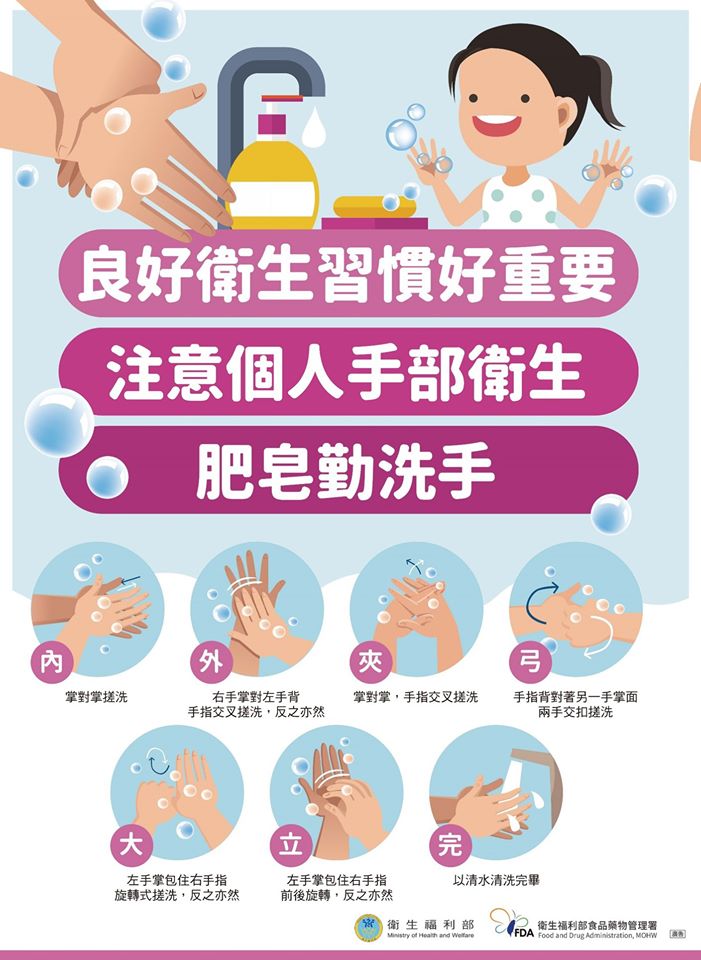 良好衛生習慣好重要
注意個人手部衛生
肥皂勤洗手
內
掌對掌搓洗
外
右手掌對左手背
手指交叉搓洗，反之亦然
夾
掌對掌，手指交叉搓洗
弓
手指背對著另一手掌面
兩手交扣搓洗
大
左手掌包住右手指
旋轉式搓洗，反之亦然
立
左手掌包住右手指
前後旋轉，反之亦然
完
以清水清洗完畢
衛生福利部
Ministry of Health and Welfare
FDA
衛生福利部食品藥物管理署
Food and Drug Administration, MOHW
廣告